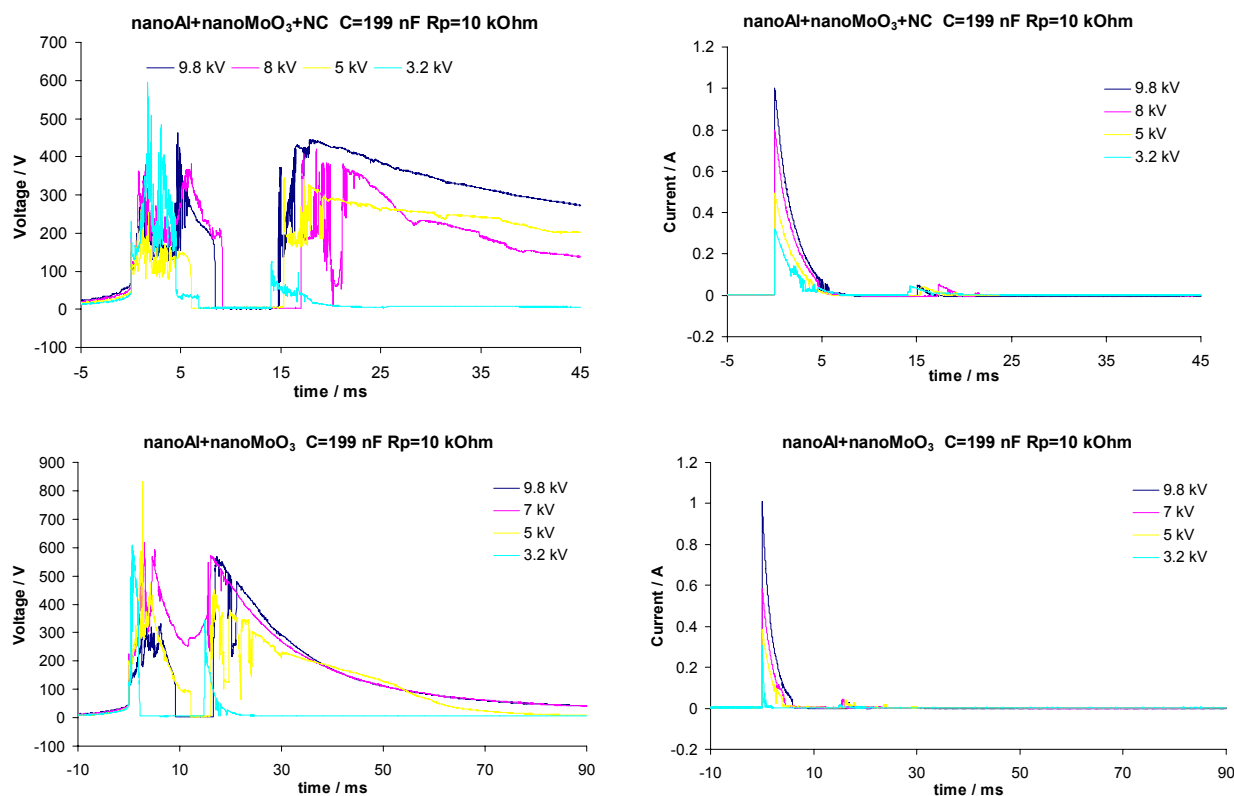 nanoAl+nanoMoO₃+NC C=199 nF Rp=10 kOhm
700
600
500
400
300
200
100
0
-100
Voltage / V
9.8 kV 8 kV 5 kV 3.2 kV
-5 5 15 25 35 45
time / ms
nanoAl+nanoMoO₃+NC C=199 nF Rp=10 kOhm
1.2
1
0.8
0.6
0.4
0.2
0
-0.2
Current / A
9.8 kV
8 kV
5 kV
3.2 kV
-5 5 15 25 35 45
time / ms
nanoAl+nanoMoO₃ C=199 nF Rp=10 kOhm
900
800
700
600
500
400
300
200
100
0
-100
Voltage / V
9.8 kV
7 kV
5 kV
3.2 kV
-10 10 30 50 70 90
time / ms
nanoAl+nanoMoO₃ C=199 nF Rp=10 kOhm
1.2
1
0.8
0.6
0.4
0.2
0
-0.2
Current / A
9.8 kV
7 kV
5 kV
3.2 kV
-10 10 30 50 70 90
time / ms